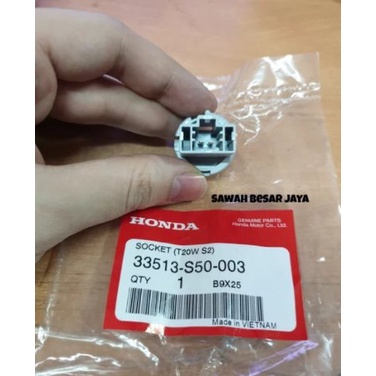 SAWAH BESAR JAYA
HONDA
GENUINE PARTS
Honda Motor Co., Ltd.
SOCKET (T20W S2)
33513-S50-003
QTY 1 B9X25
Made in VIETNAM